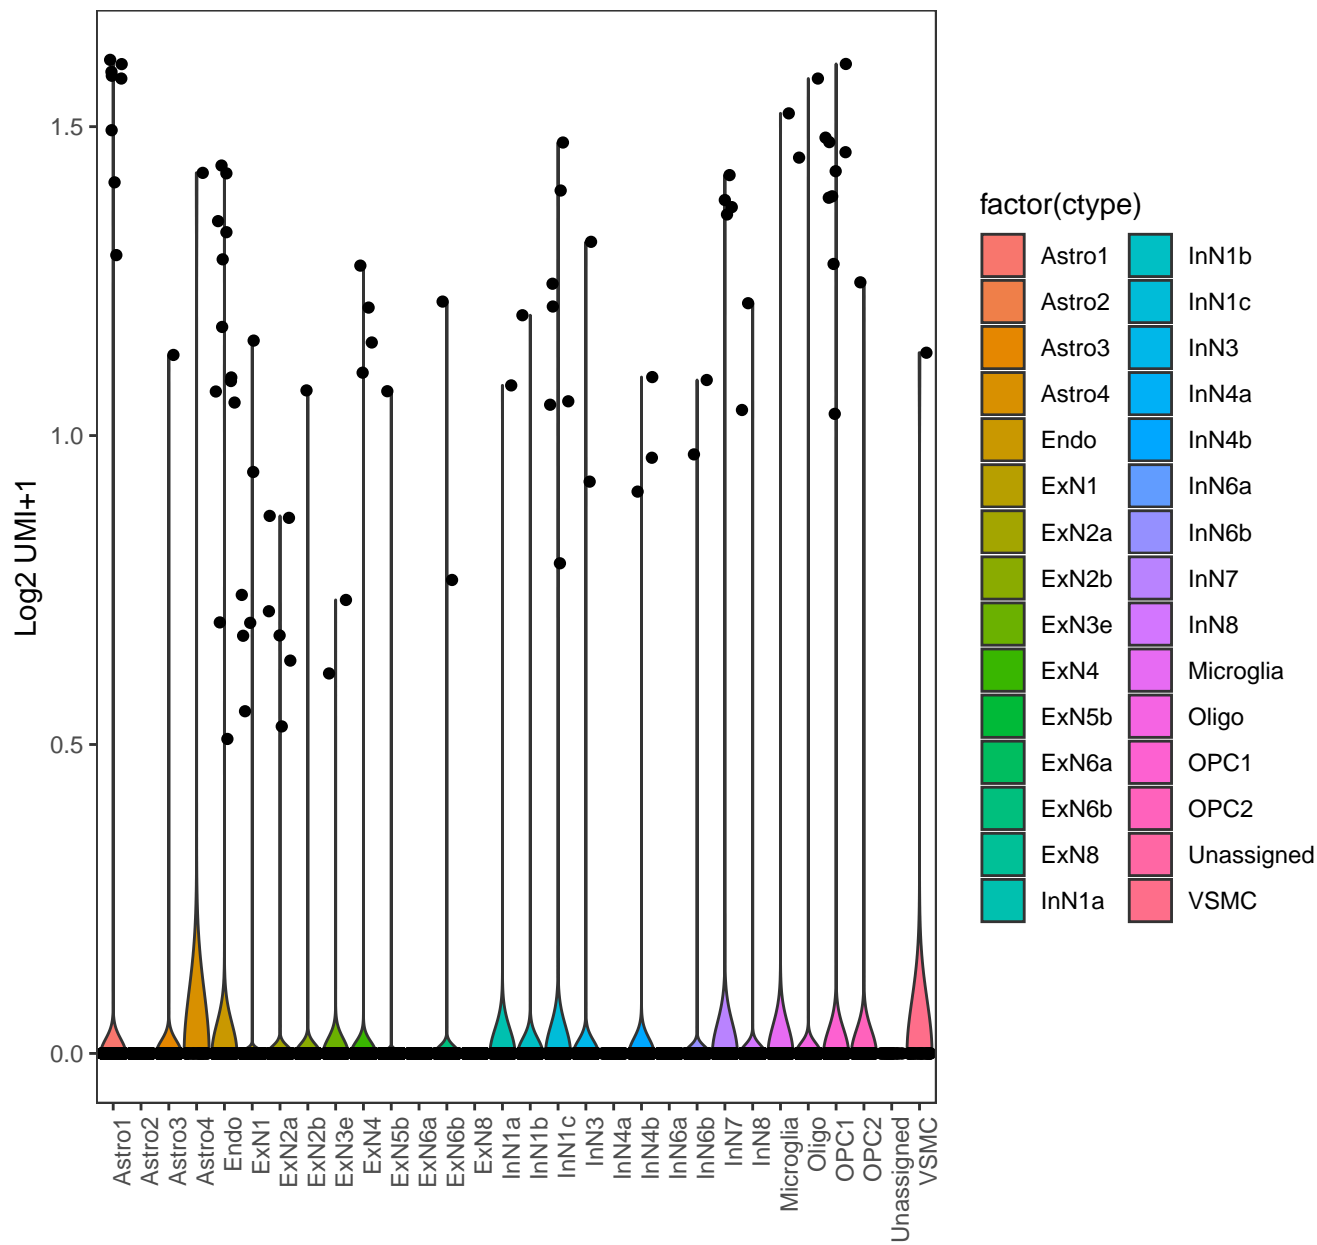 Log2 UMI+1
1.5
1.0
0.5
0.0
Astro1
Astro2
Astro3
Astro4
Endo
ExN1
ExN2a
ExN2b
ExN3e
ExN4
ExN5b
ExN6a
ExN6b
ExN8
InN1a
InN1b
InN1c
InN3
InN4a
InN4b
InN6a
InN6b
InN7
InN8
Microglia
Oligo
OPC1
OPC2
Unassigned
VSMC
factor(ctype)
Astro1
Astro2
Astro3
Astro4
Endo
ExN1
ExN2a
ExN2b
ExN3e
ExN4
ExN5b
ExN6a
ExN6b
ExN8
InN1a
InN1b
InN1c
InN3
InN4a
InN4b
InN6a
InN6b
InN7
InN8
Microglia
Oligo
OPC1
OPC2
Unassigned
VSMC